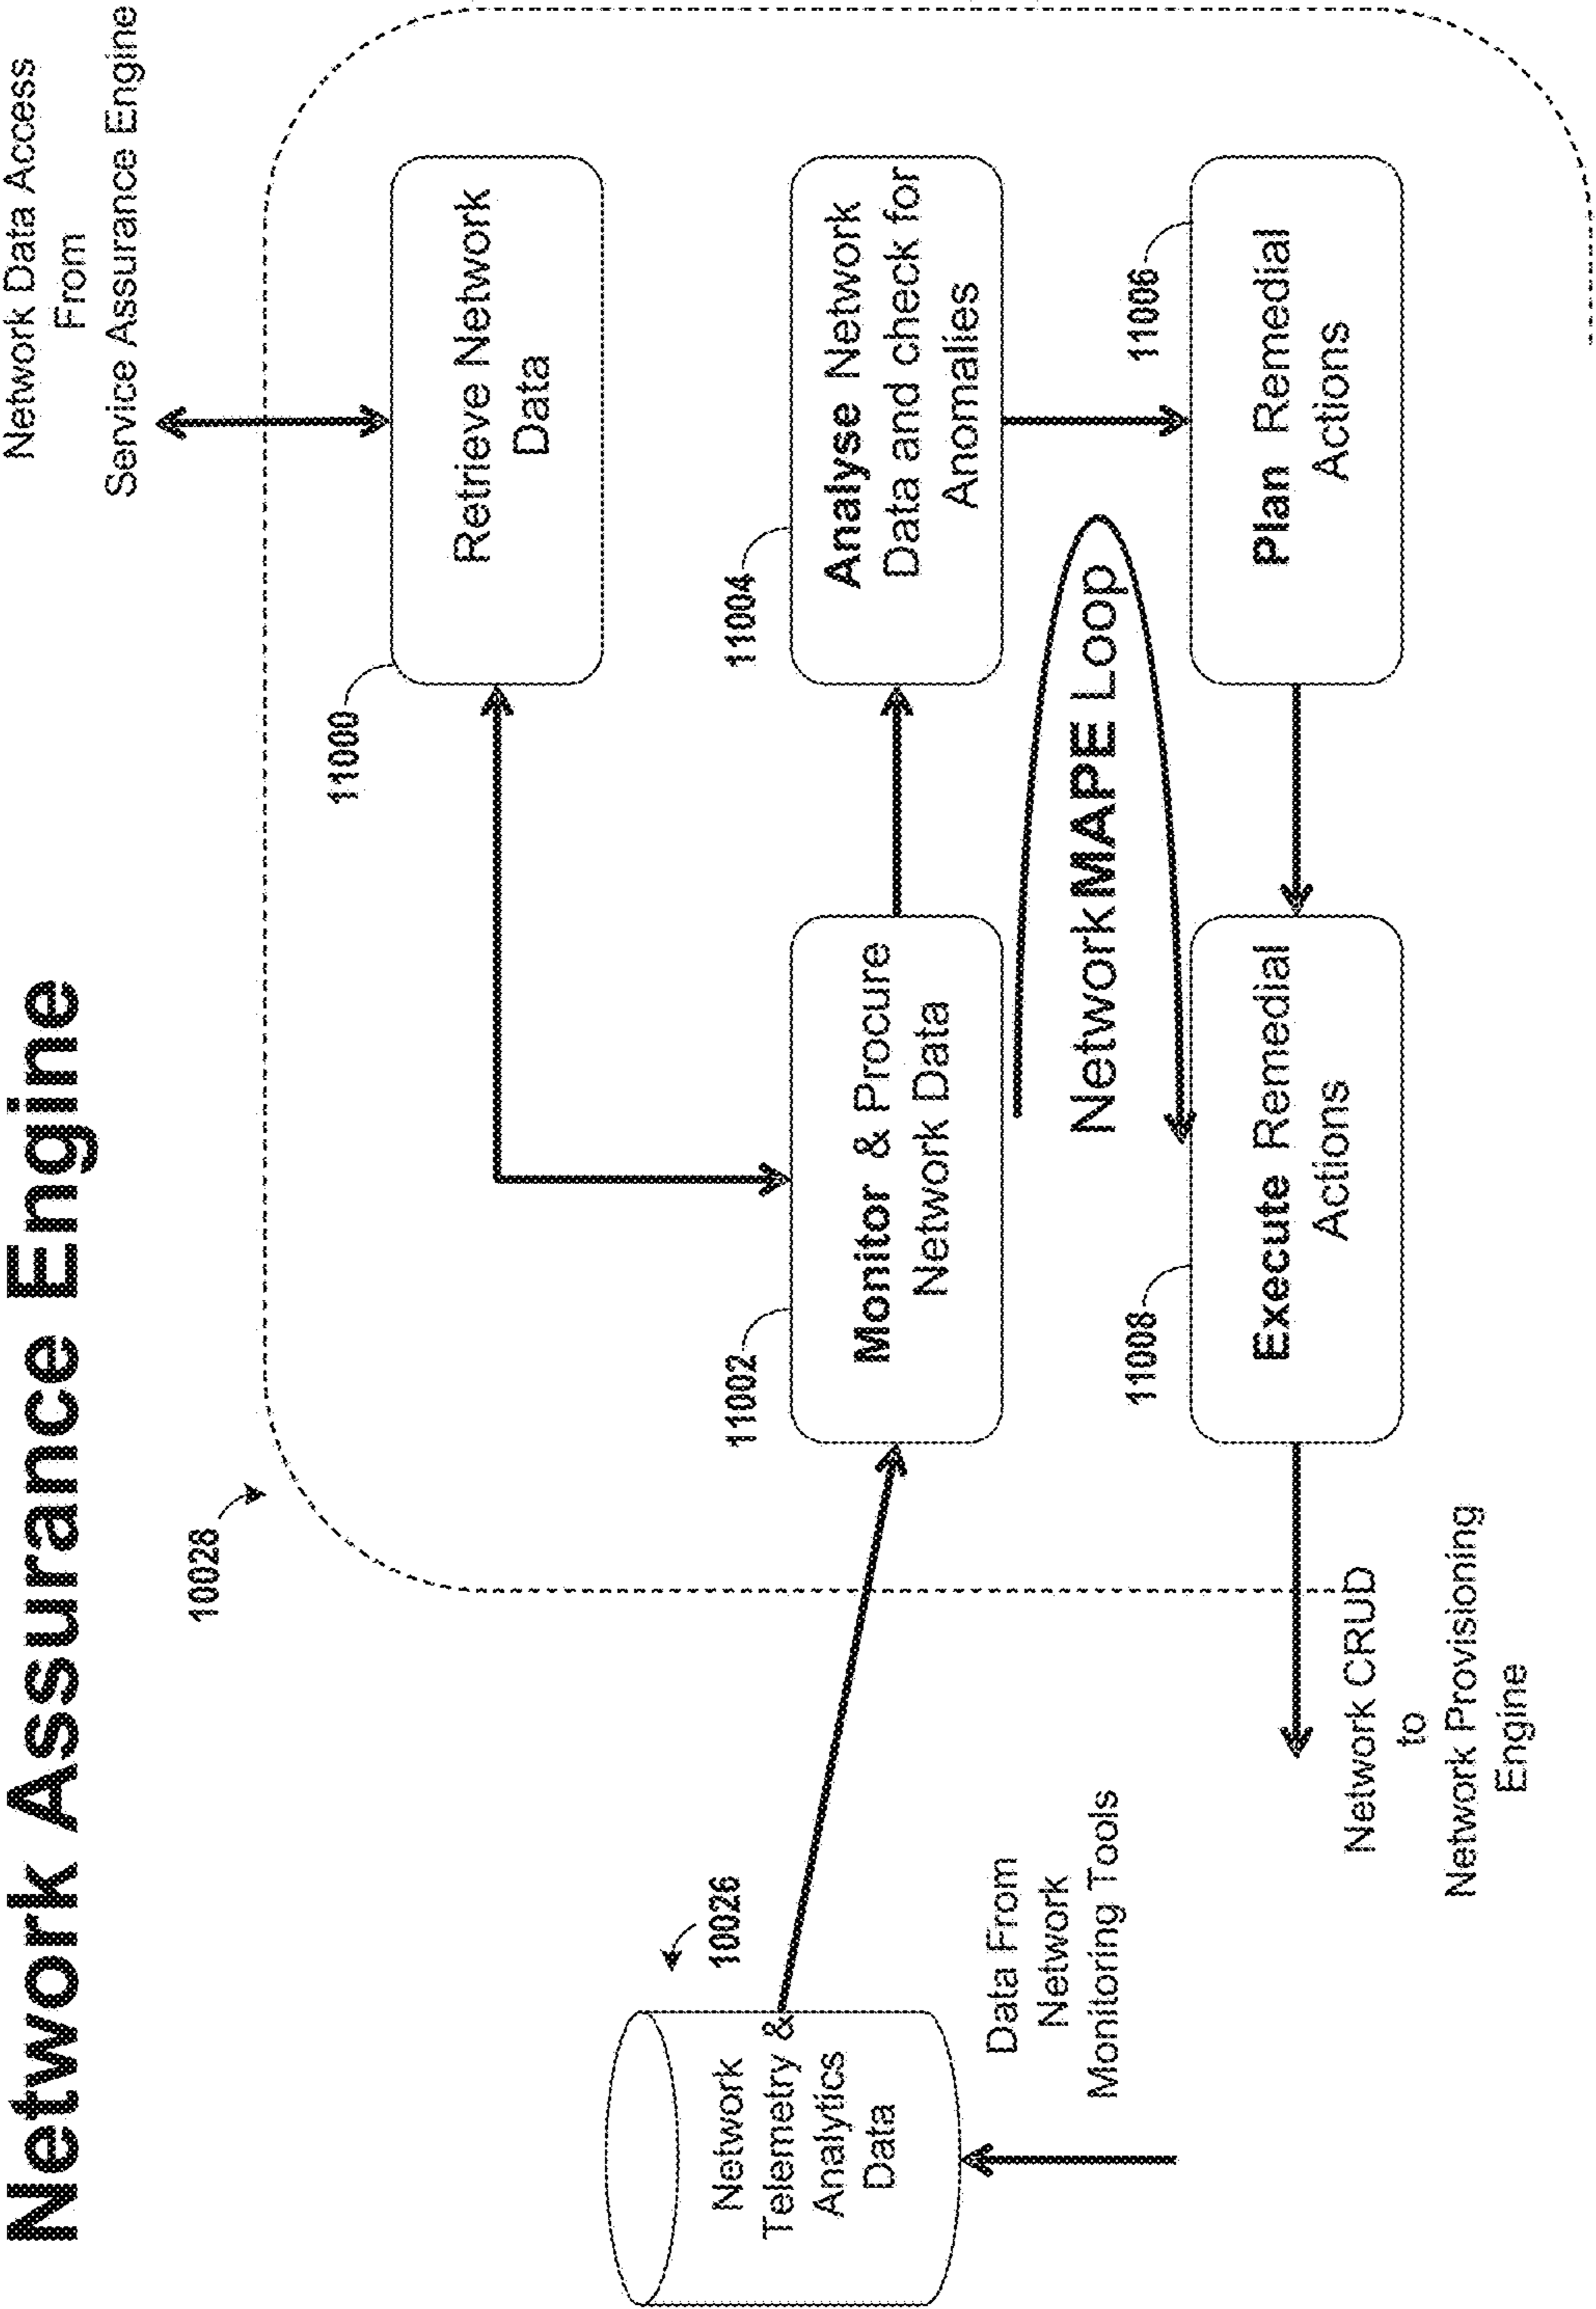 Network Assurance Engine
Network Data Access
From
Service Assurance Engine
10028
11000
Retrieve Network
Data
10026
Network
Telemetry &
Analytics
Data
Data From
Network
Monitoring Tools
11002
Monitor & Procure
Network Data
11004
Analyse Network
Data and check for
Anomalies
NetworkMAPE Loop
11008
Execute Remedial
Actions
11006
Plan Remedial
Actions
Network CRUD
to
Network Provisioning
Engine